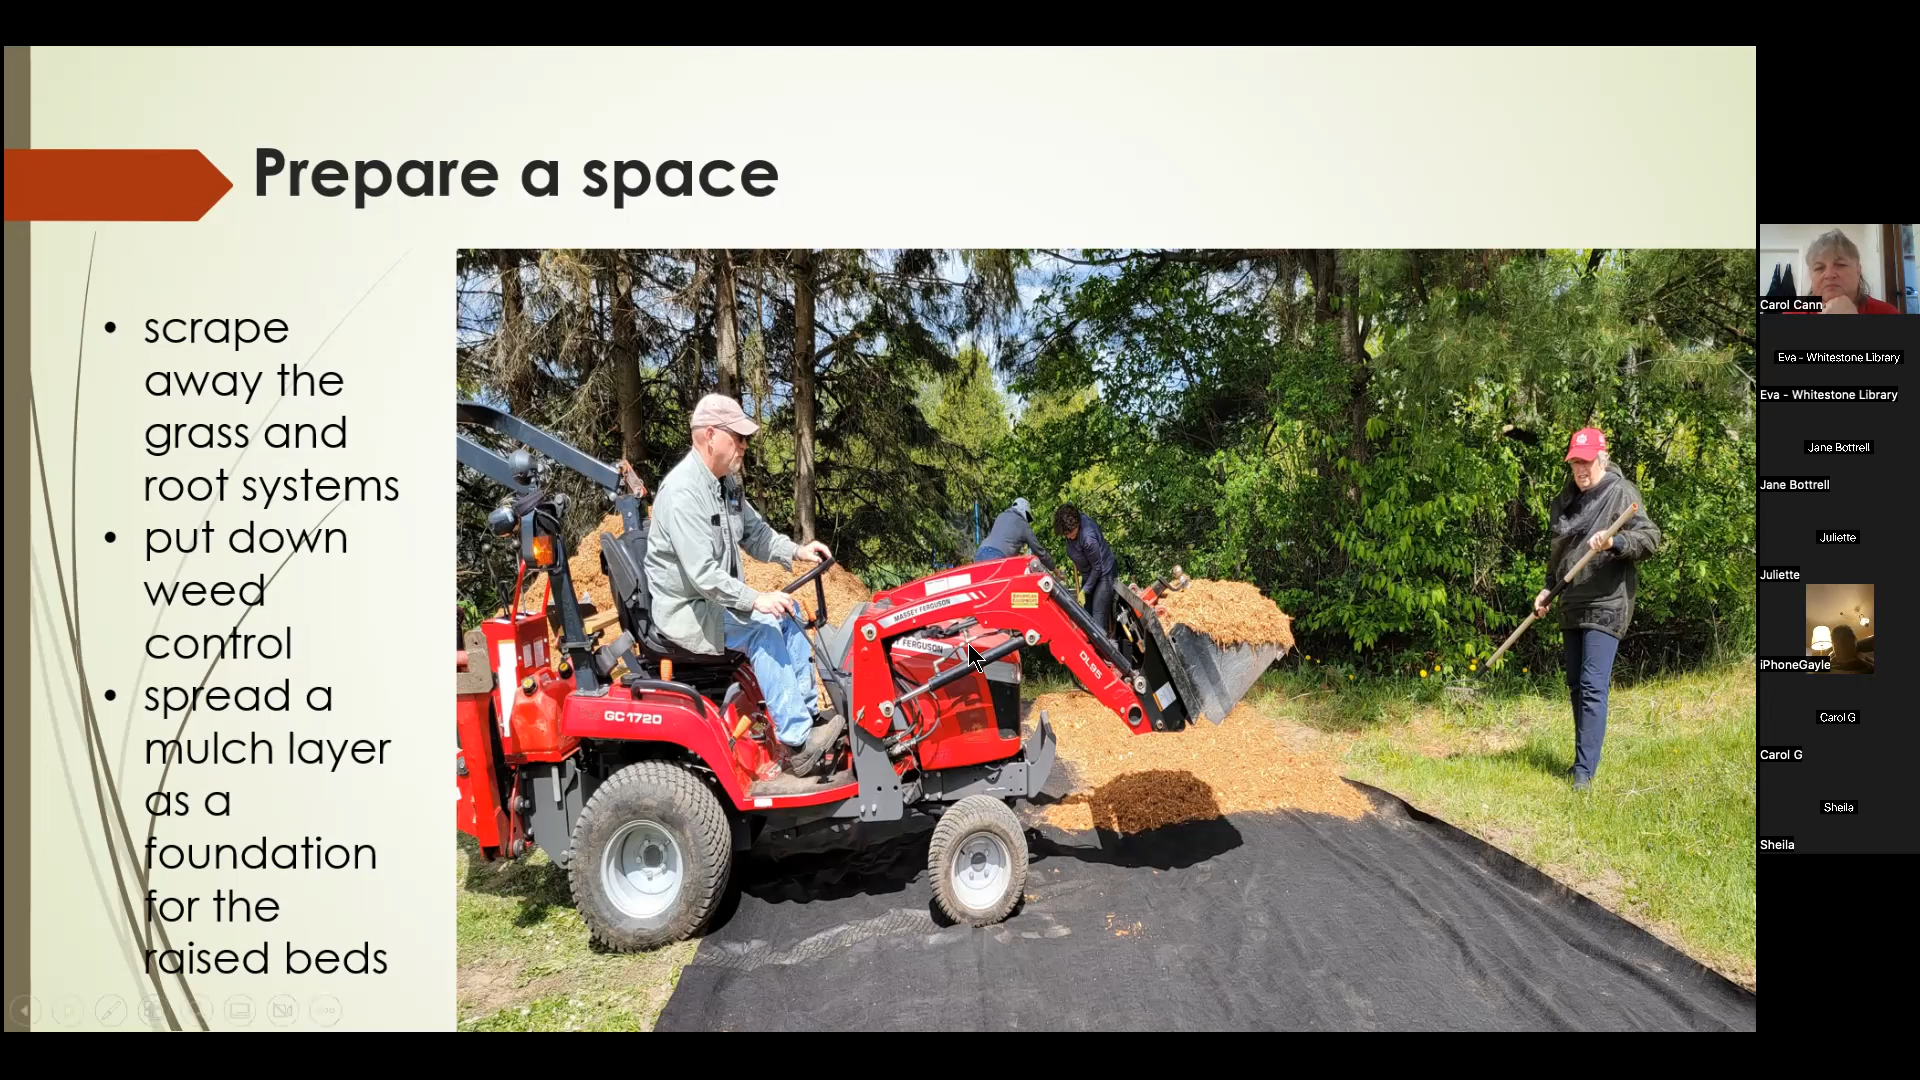 Prepare a space
• scrape
away the
grass and
root systems
• put down
weed
control
• spread a
mulch layer
as a
foundation
for the
raised beds
MASSEY FERGUSON
Y FERGUSON
DL95
GC1720
Carol Cann
Eva - Whitestone Library
Eva - Whitestone Library
Jane Bottrell
Jane Bottrell
Juliette
Juliette
iPhoneGayle
Carol G
Carol G
Sheila
Sheila